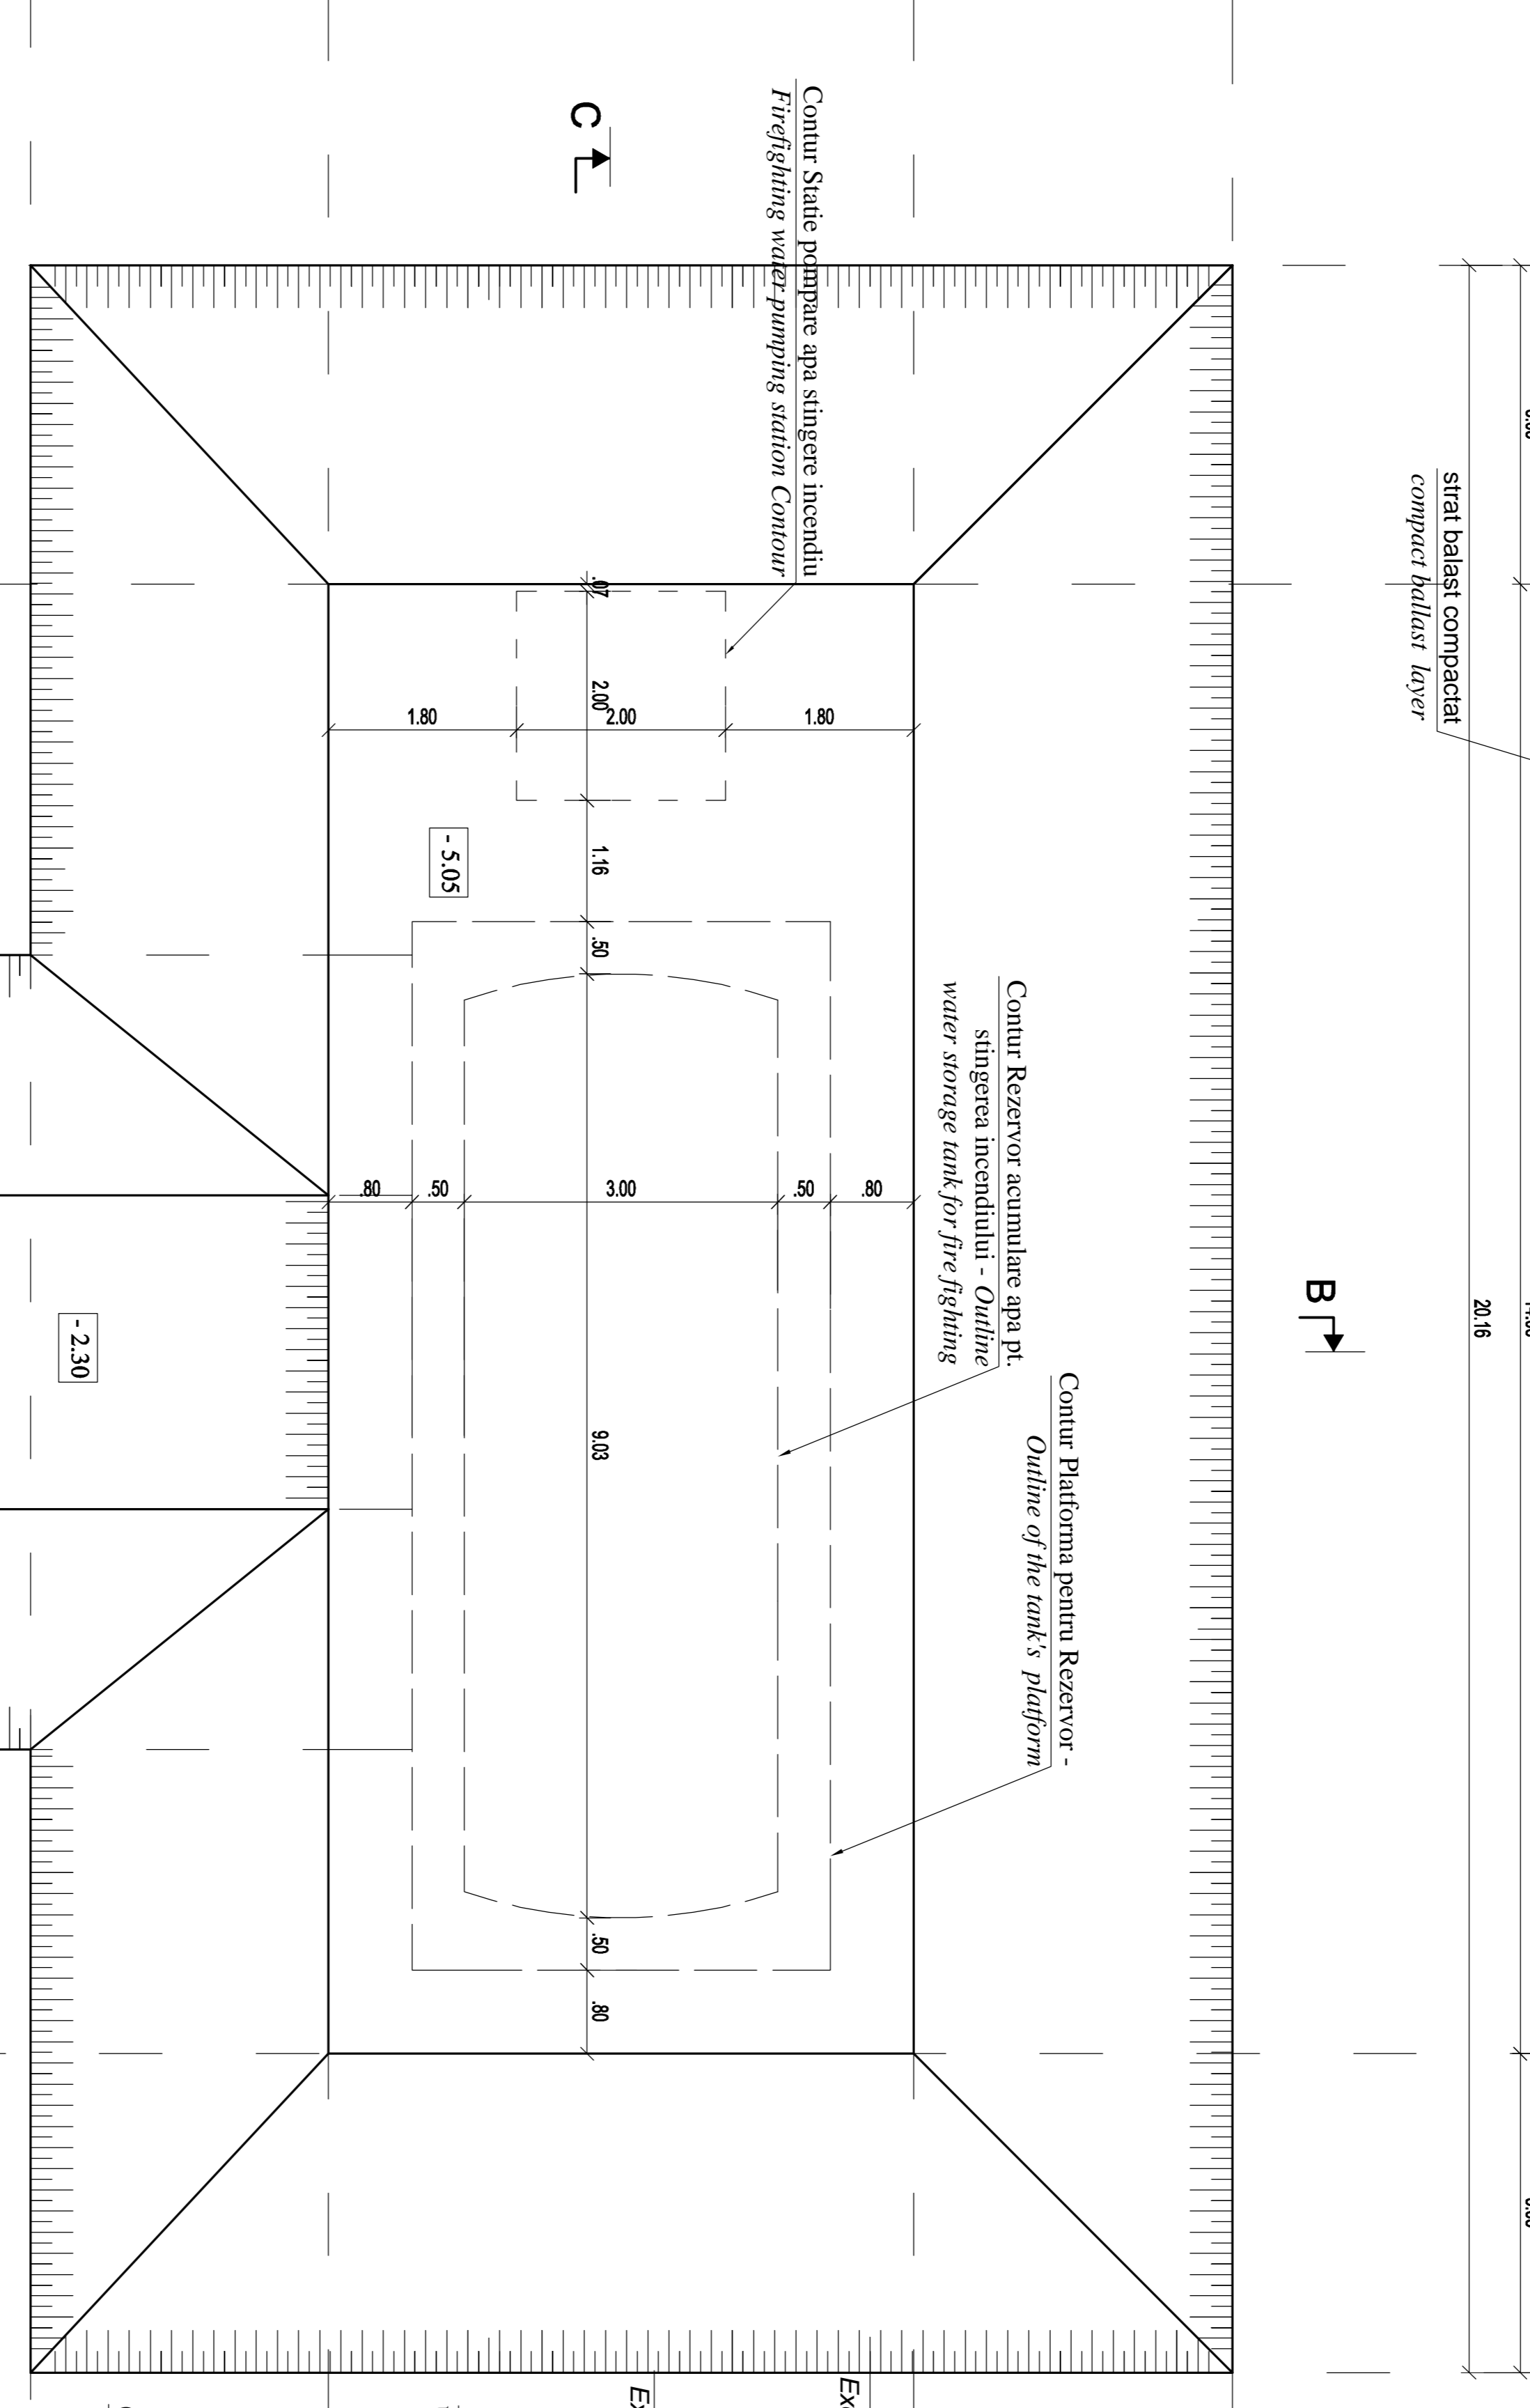 20.16
strat balast compactat
compact ballast layer
B
Contur Platforma pentru Rezervor -
Outline of the tank's platform
Contur Rezervor acumulare apa pt.
stingerea incendiului - Outline
water storage tank for fire fighting
Contur Statie pompare apa stingere incendiu
Firefighting water pumping station Contour
C
.07
2.00
1.16
.50
9.03
.50
.80
1.80
2.00
1.80
.80
.50
3.00
.50
.80
- 5.05
- 2.30